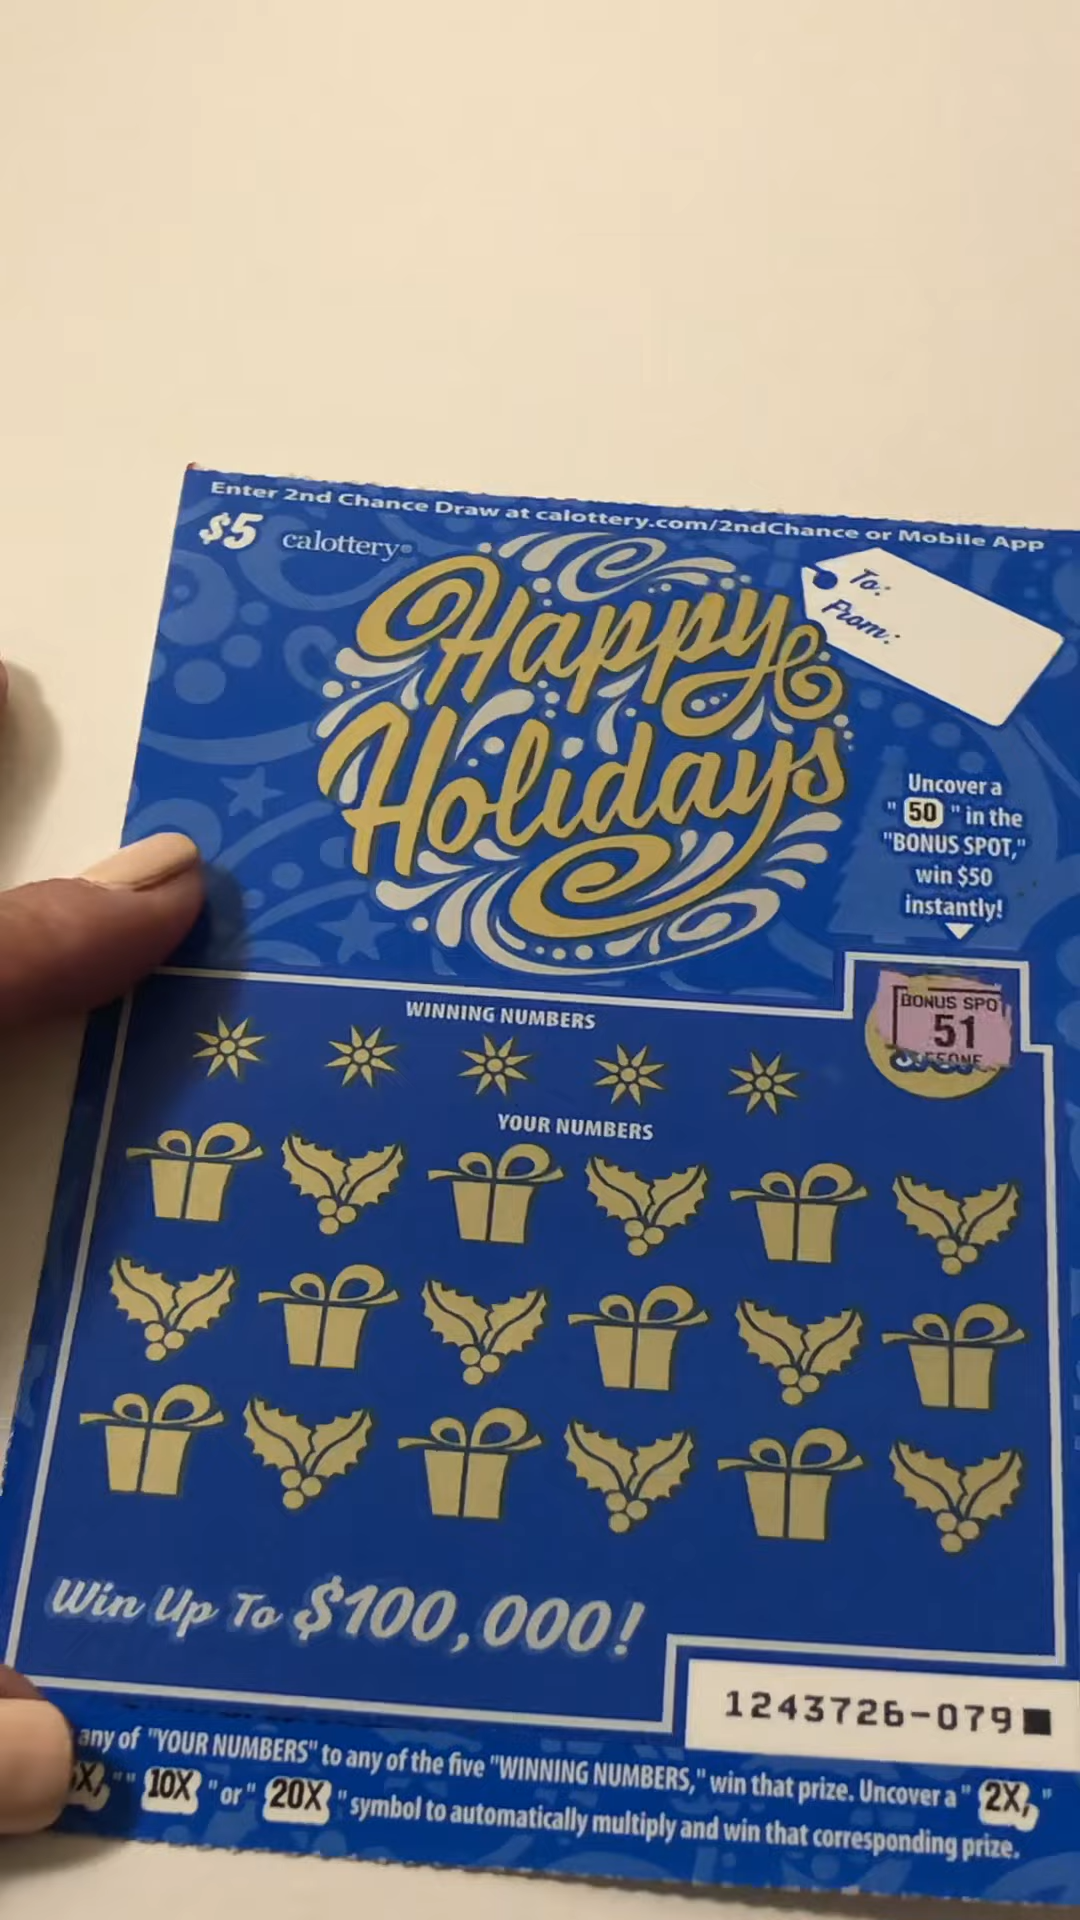 Enter 2nd Chance Draw at calottery.com/2ndChance or Mobile App
$5 calottery
Happy
Holidays
To:
From:
Uncover a
" 50 " in the
"BONUS SPOT,"
win $50
instantly!
BONUS SPO
51
WINNING NUMBERS
YOUR NUMBERS
Win Up To $100,000!
1243726-079
any of "YOUR NUMBERS" to any of the five "WINNING NUMBERS," win that prize. Uncover a " 2X, "
X, " " 10X " or " 20X " symbol to automatically multiply and win that corresponding prize.